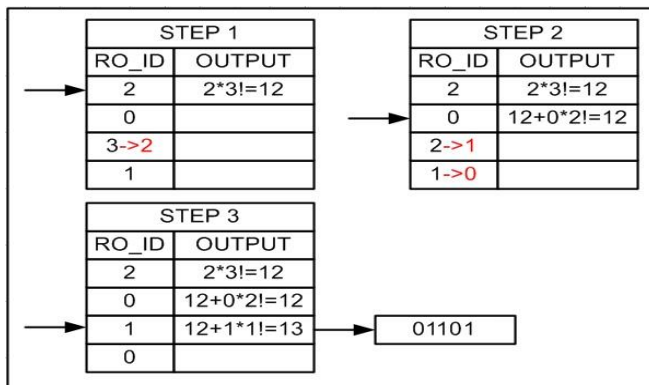 STEP 1
RO_ID OUTPUT
2 2*3!=12
0
3->2
1
STEP 2
RO_ID OUTPUT
2 2*3!=12
0 12+0*2!=12
2->1
1->0
STEP 3
RO_ID OUTPUT
2 2*3!=12
0 12+0*2!=12
1 12+1*1!=13 01101
0